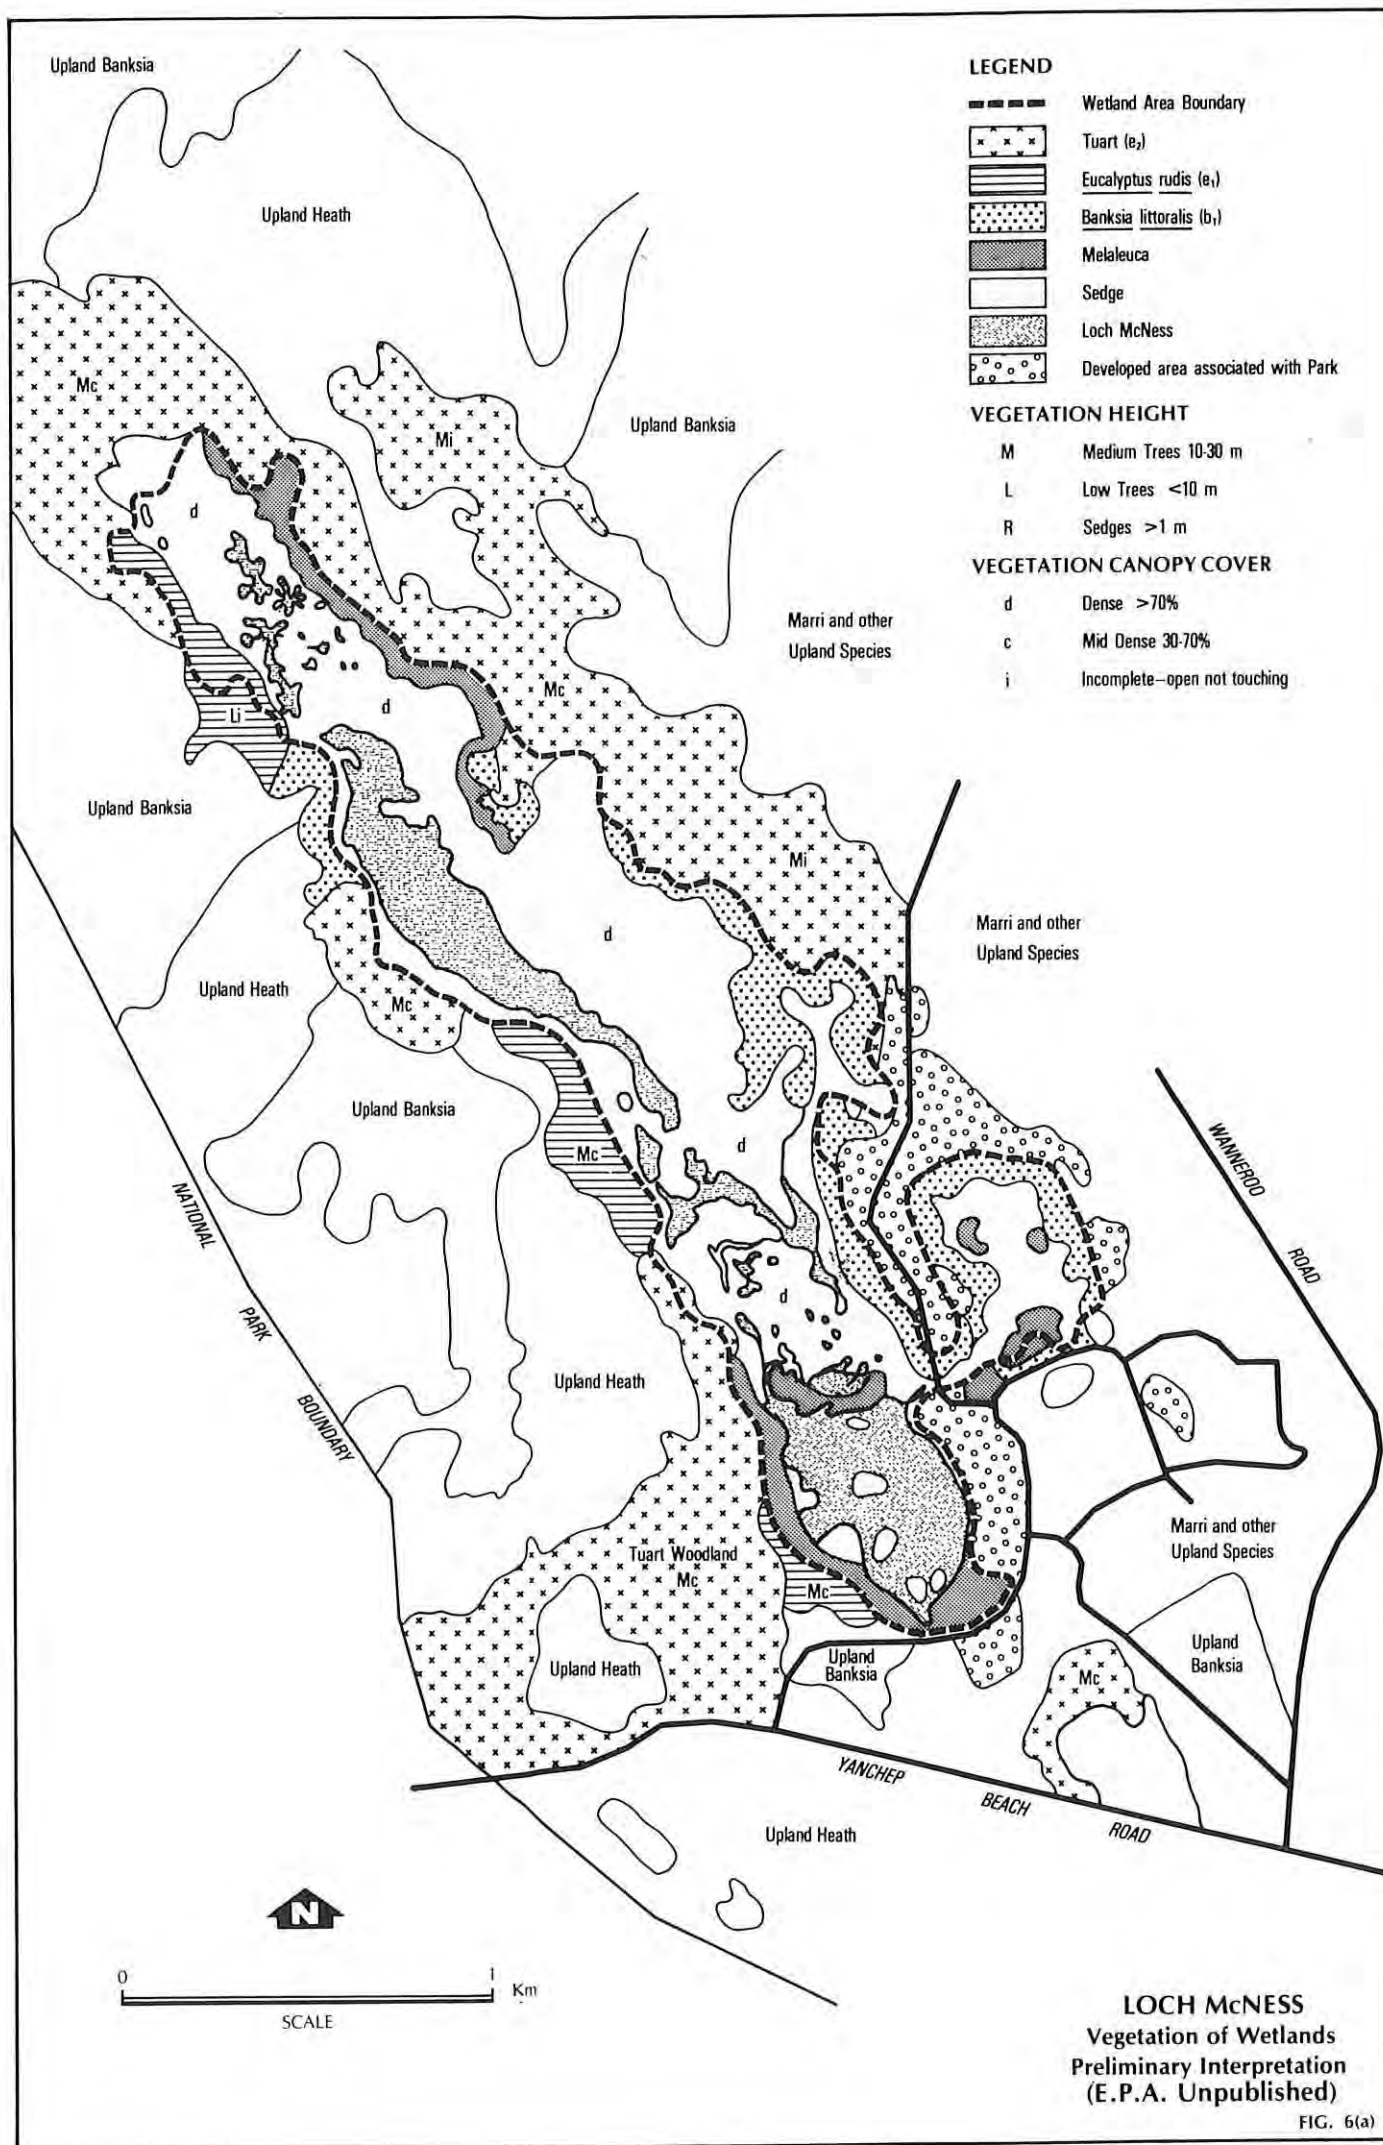 Upland Banksia
LEGEND
Wetland Area Boundary
Tuart (e₂)
Eucalyptus rudis (e₁)
Banksia littoralis (b₁)
Melaleuca
Sedge
Loch McNess
Developed area associated with Park
VEGETATION HEIGHT
M Medium Trees 10-30 m
L Low Trees <10 m
R Sedges >1 m
VEGETATION CANOPY COVER
d Dense >70%
c Mid Dense 30-70%
i Incomplete–open not touching
Upland Heath
Mc
Mi
Upland Banksia
d
Marri and other
Upland Species
Mc
d
Li
Upland Banksia
Mi
d
Marri and other
Upland Species
Upland Heath
Mc
Upland Banksia
Mc
d
WANNEROO
ROAD
NATIONAL
PARK
BOUNDARY
d
Upland Heath
Tuart Woodland
Mc
Mc
Marri and other
Upland Species
Upland Heath
Upland
Banksia
Mc
Upland
Banksia
YANCHEP
BEACH
ROAD
Upland Heath
N
0 1
Km
SCALE
LOCH McNESS
Vegetation of Wetlands
Preliminary Interpretation
(E.P.A. Unpublished)
FIG. 6(a)